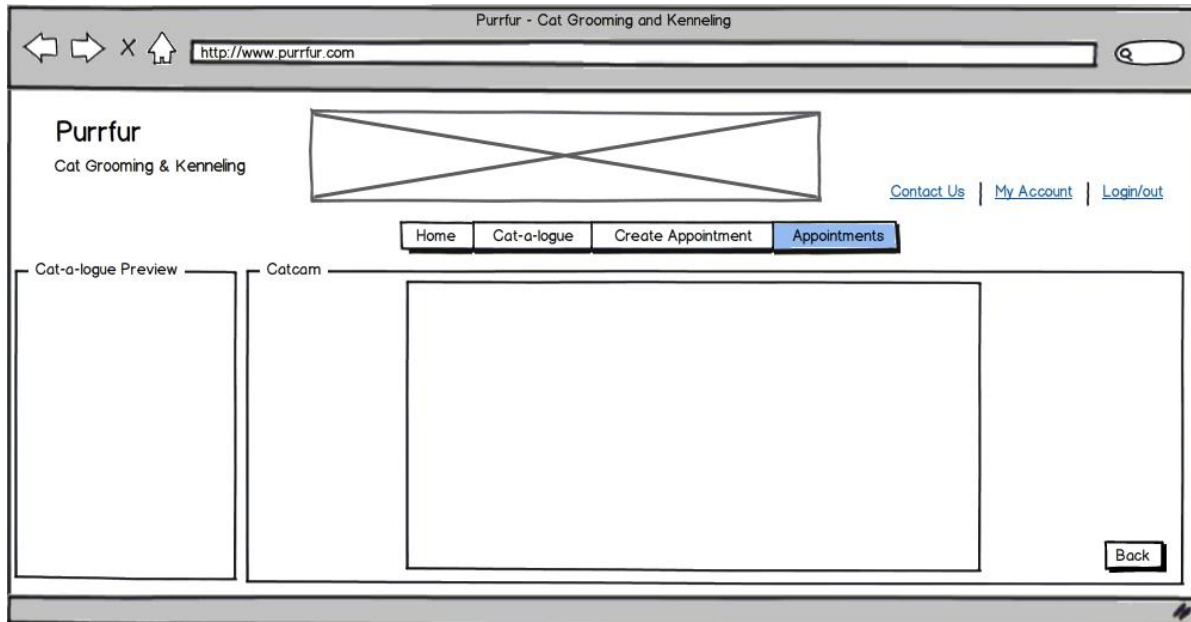 Purrfur - Cat Grooming and Kenneling
http://www.purrfur.com
Purrfur
Cat Grooming & Kenneling
Contact Us | My Account | Login/out
Home Cat-a-logue Create Appointment Appointments
Cat-a-logue Preview Catcam
Back